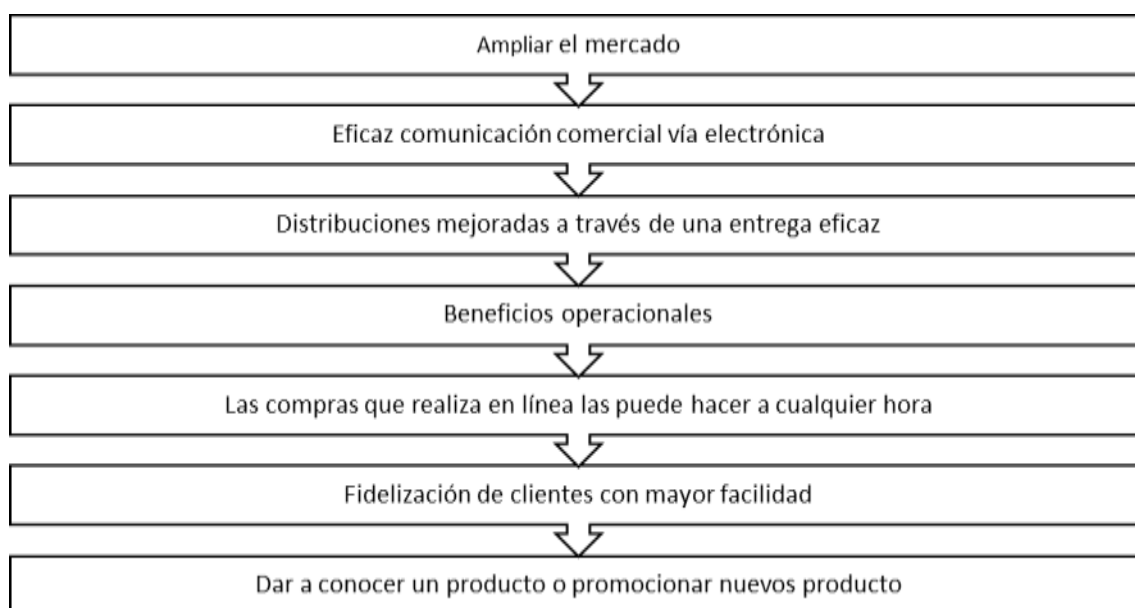 Ampliar el mercado
Eficaz comunicación comercial vía electrónica
Distribuciones mejoradas a través de una entrega eficaz
Beneficios operacionales
Las compras que realiza en línea las puede hacer a cualquier hora
Fidelización de clientes con mayor facilidad
Dar a conocer un producto o promocionar nuevos producto